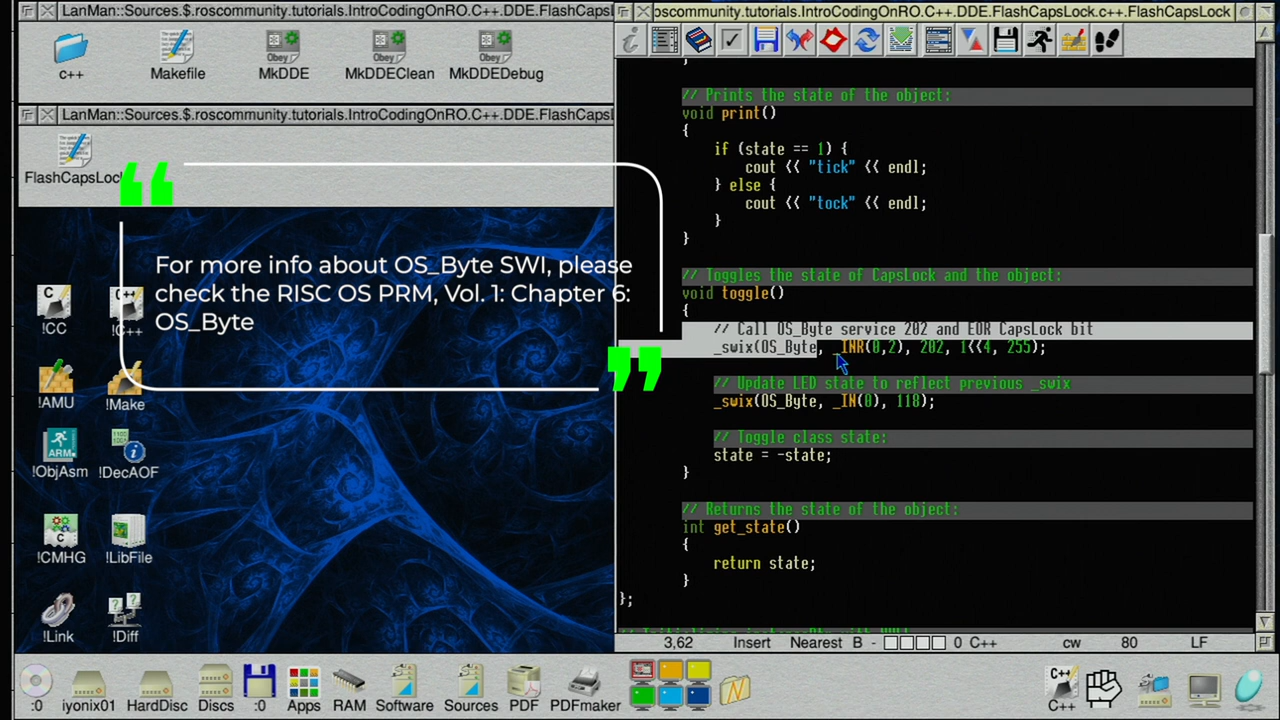 LanMan::Sources.$.roscommunity.tutorials.IntroCodingOnRO.C++.DDE.FlashCapsL
c++
Makefile
Obey
MkDDE
Obey
MkDDEClean
Obey
MkDDEDebug
LanMan::Sources.$.roscommunity.tutorials.IntroCodingOnRO.C++.DDE.FlashCapsL
FlashCapsLoc
“
For more info about OS_Byte SWI, please
check the RISC OS PRM, Vol. 1: Chapter 6:
OS_Byte
”
C
!CC
C++
!C++
!AMU
!Make
ARM
!ObjAsm
!DecAOF
!CMHG
!LibFile
!Link
!Diff
oscommunity.tutorials.IntroCodingOnRO.C++.DDE.FlashCapsLock.c++.FlashCapsLock
}
// Prints the state of the object:
void print()
{
if (state == 1) {
cout << "tick" << endl;
} else {
cout << "tock" << endl;
}
}
// Toggles the state of CapsLock and the object:
void toggle()
{
// Call OS_Byte service 202 and EOR CapsLock bit
_swix(OS_Byte, _INR(0,2), 202, 1<<4, 255);
// Update LED state to reflect previous _swix
_swix(OS_Byte, _IN(0), 118);
// Toggle class state:
state = -state;
}
// Returns the state of the object:
int get_state()
{
return state;
}
};
3,62 Insert Nearest B - 0 C++ cw 80 LF
:0 iyonix01 HardDisc Discs :0 Apps RAM Software Sources PDF PDFmaker
C++
C++